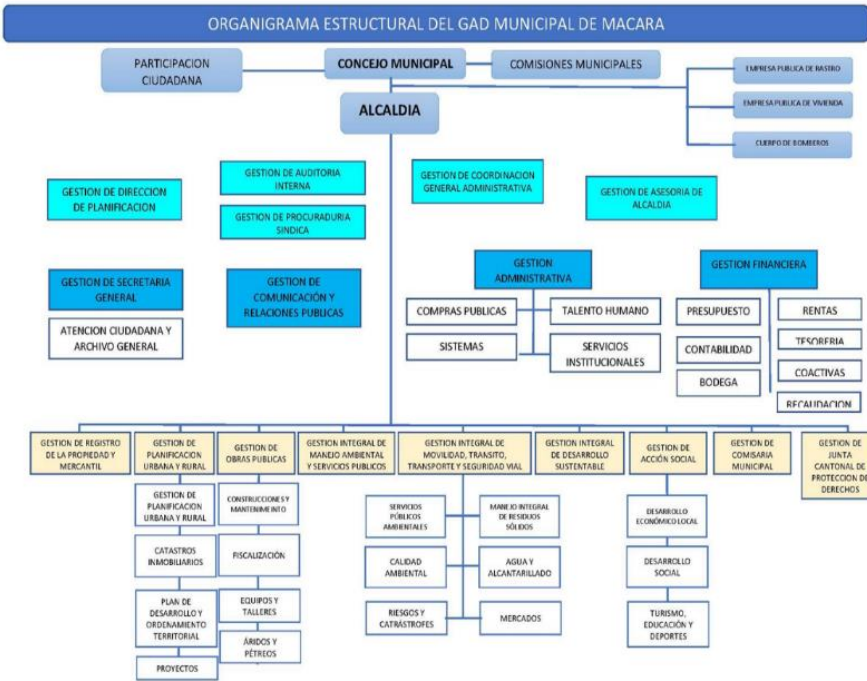 ORGANIGRAMA ESTRUCTURAL DEL GAD MUNICIPAL DE MACARA
PARTICIPACION
CIUDADANA
CONCEJO MUNICIPAL
COMISIONES MUNICIPALES
EMPRESA PUBLICA DE RASTRO
EMPRESA PUBLICA DE VIVIENDA
CUERPO DE BOMBEROS
ALCALDIA
GESTION DE DIRECCION
DE PLANIFICACION
GESTION DE AUDITORIA
INTERNA
GESTION DE PROCURADURIA
SINDICA
GESTION DE COORDINACION
GENERAL ADMINISTRATIVA
GESTION DE ASESORIA DE
ALCALDIA
GESTION DE SECRETARIA
GENERAL
ATENCION CIUDADANA Y
ARCHIVO GENERAL
GESTION DE
COMUNICACIÓN Y
RELACIONES PUBLICAS
GESTION
ADMINISTRATIVA
COMPRAS PUBLICAS
TALENTO HUMANO
SISTEMAS
SERVICIOS
INSTITUCIONALES
GESTION FINANCIERA
PRESUPUESTO
RENTAS
CONTABILIDAD
TESORERIA
BODEGA
COACTIVAS
RECAUDACION
GESTION DE REGISTRO
DE LA PROPIEDAD Y
MERCANTIL
GESTION DE
PLANIFICACION
URBANA Y RURAL
GESTION DE
OBRAS PUBLICAS
GESTION INTEGRAL DE
MANEJO AMBIENTAL
Y SERVICIOS PUBLICOS
GESTION INTEGRAL DE
MOVILIDAD, TRANSITO,
TRANSPORTE Y SEGURIDAD VIAL
GESTION INTEGRAL
DE DESARROLLO
SUSTENTABLE
GESTION DE
ACCIÓN SOCIAL
GESTION DE
COMISARIA
MUNICIPAL
GESTION DE
JUNTA
CANTONAL DE
PROTECCION DE
DERECHOS
GESTION DE
PLANIFICACION
URBANA Y RURAL
CATASTROS
INMOBILIARIOS
PLAN DE
DESARROLLO Y
ORDENAMIENTO
TERRITORIAL
PROYECTOS
CONSTRUCCIONES Y
MANTENIMEINTO
FISCALIZACIÓN
EQUIPOS Y
TALLERES
ÁRIDOS Y
PÉTREOS
SERVICIOS
PÚBLICOS
AMBIENTALES
MANEJO INTEGRAL
DE RESIDUOS
SÓLIDOS
CALIDAD
AMBIENTAL
AGUA Y
ALCANTARILLADO
RIESGOS Y
CATRÁSTROFES
MERCADOS
DESARROLLO
ECONÓMICO LOCAL
DESARROLLO
SOCIAL
TURISMO,
EDUCACIÓN Y
DEPORTES